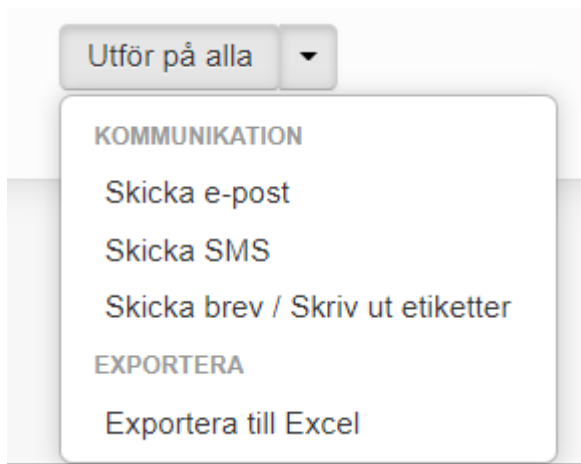 Utför på alla
KOMMUNIKATION
Skicka e-post
Skicka SMS
Skicka brev / Skriv ut etiketter
EXPORTERA
Exportera till Excel